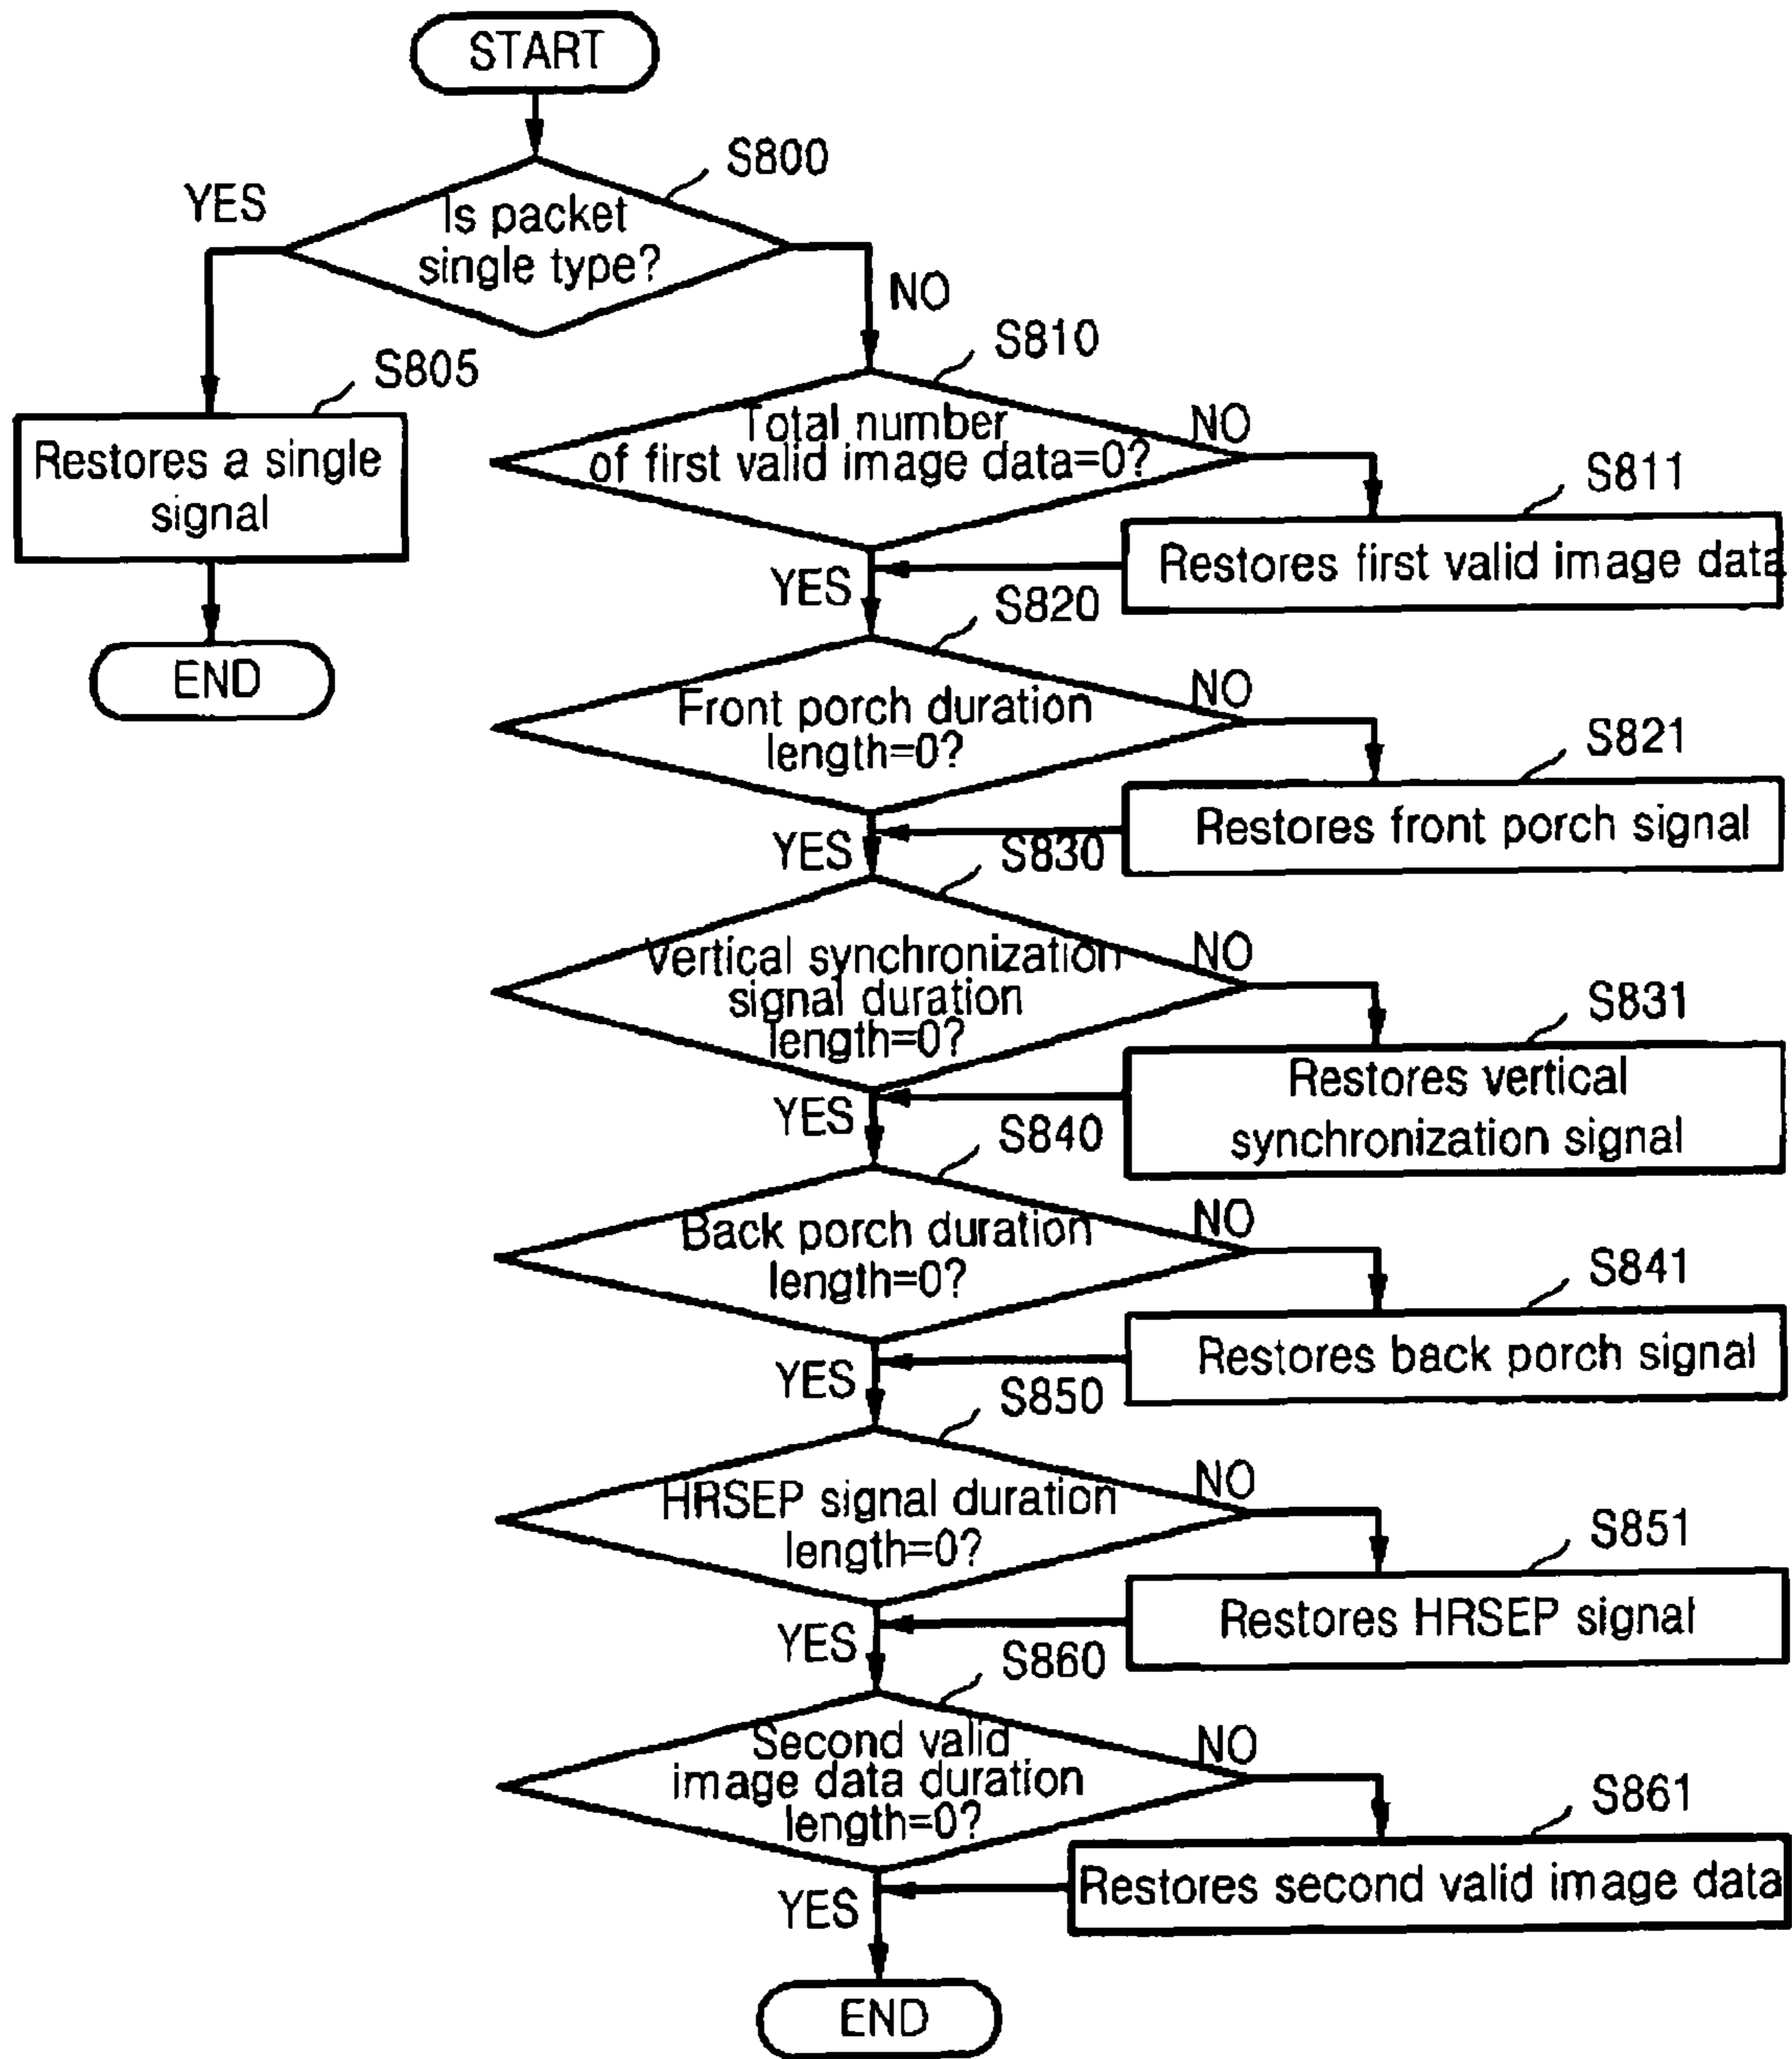 START
S800
YES
Is packet
single type?
NO
S810
S805
Total number
of first valid image data=0?
NO
Restores a single
signal
S811
Restores first valid image data
YES
END
S820
Front porch duration
length=0?
NO
S821
Restores front porch signal
YES
S830
Vertical synchronization
signal duration
length=0?
NO
S831
Restores vertical
synchronization signal
YES
S840
Back porch duration
length=0?
NO
S841
Restores back porch signal
YES
S850
HRSEP signal duration
length=0?
NO
S851
Restores HRSEP signal
YES
S860
Second valid
image data duration
length=0?
NO
S861
Restores second valid image data
YES
END